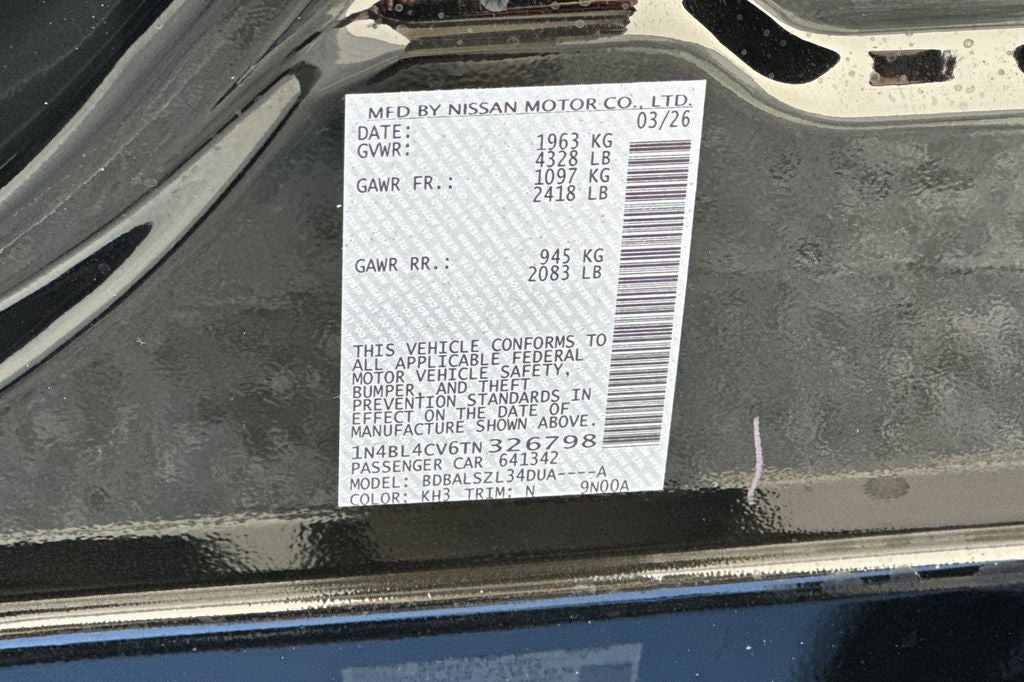 MFD BY NISSAN MOTOR CO., LTD.
DATE: 03/26
GVWR: 1963 KG
4328 LB
GAWR FR.: 1097 KG
2418 LB
GAWR RR.: 945 KG
2083 LB
THIS VEHICLE CONFORMS TO
ALL APPLICABLE FEDERAL
MOTOR VEHICLE SAFETY,
BUMPER, AND THEFT
PREVENTION STANDARDS IN
EFFECT ON THE DATE OF
MANUFACTURE SHOWN ABOVE.
1N4BL4CV6TN326798
PASSENGER CAR 641342
MODEL: BDBALSZL34DUA----A
COLOR: KH3 TRIM: N 9N00A